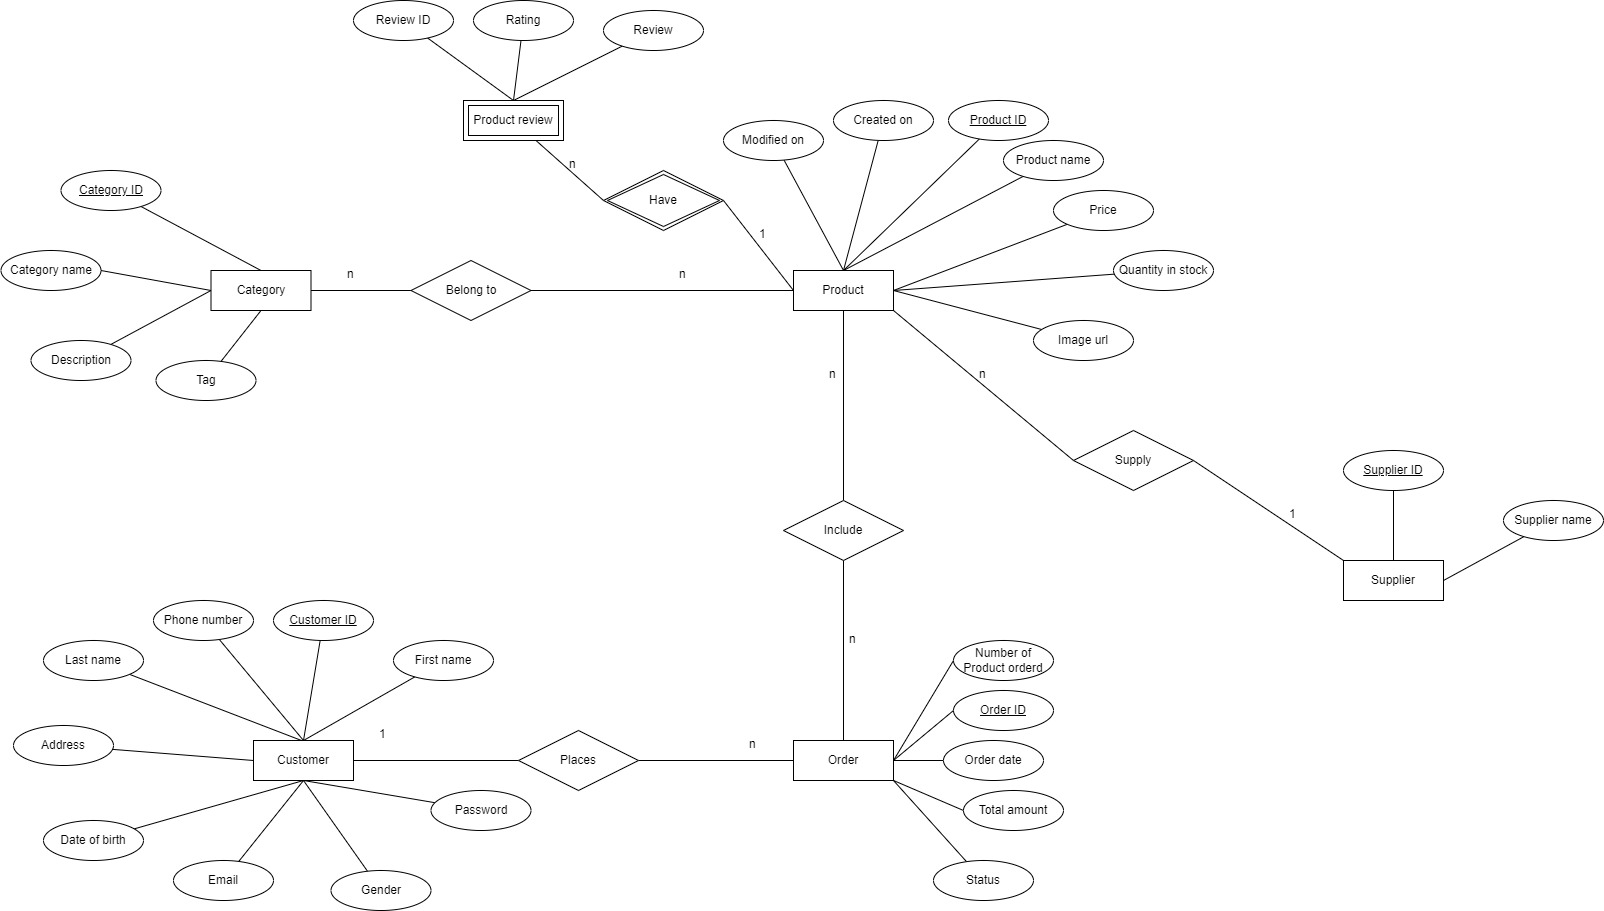 Review ID
Rating
Review
Product review
Modified on
Created on
Product ID
Product name
n
Category ID
Have
Price
1
Category name
n
n
Quantity in stock
Category
Belong to
Product
Description
Image url
Tag
n
n
Supply
Supplier ID
1
Supplier name
Include
Supplier
Phone number
Customer ID
n
Last name
First name
Number of
Product orderd
Order ID
1
n
Address
Customer
Places
Order
Order date
Password
Total amount
Date of birth
Email
Gender
Status